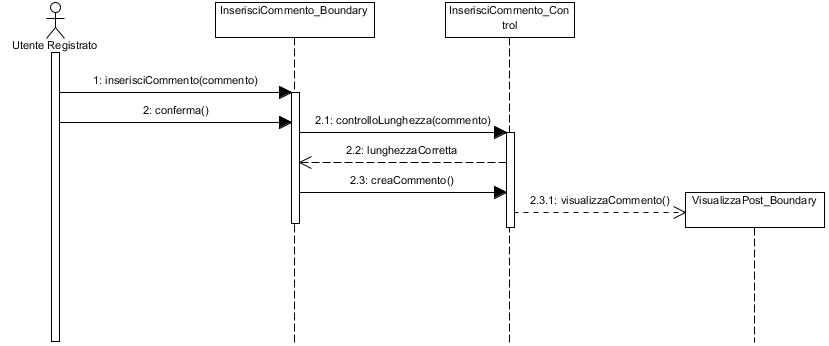 InserisciCommento_Boundary
InserisciCommento_Con
trol
Utente Registrato
1: inserisciCommento(commento)
2: conferma()
2.1: controlloLunghezza(commento)
2.2: lunghezzaCorretta
2.3: creaCommento()
2.3.1: visualizzaCommento()
VisualizzaPost_Boundary